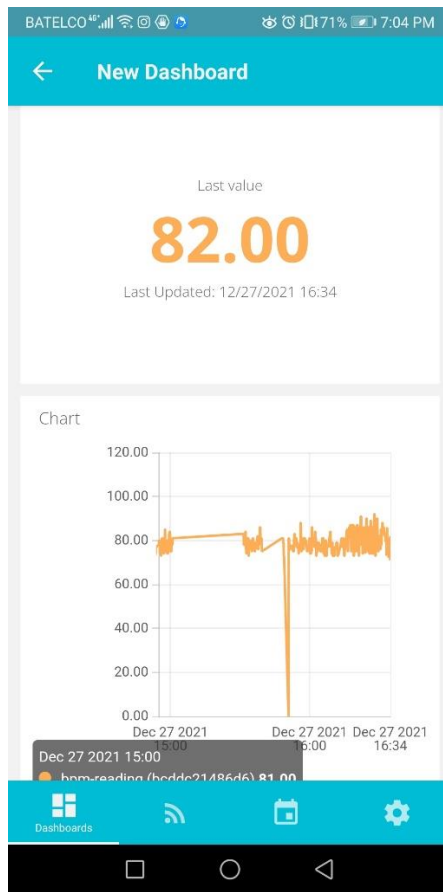 BATELCO 4G 71% 7:04 PM
New Dashboard
Last value
82.00
Last Updated: 12/27/2021 16:34
Chart
120.00
100.00
80.00
60.00
40.00
20.00
0.00
Dec 27 2021 Dec 27 2021 Dec 27 2021
15:00 16:00 16:34
Dec 27 2021 15:00
bpm-reading (bcddc21486d6) 81.00
Dashboards